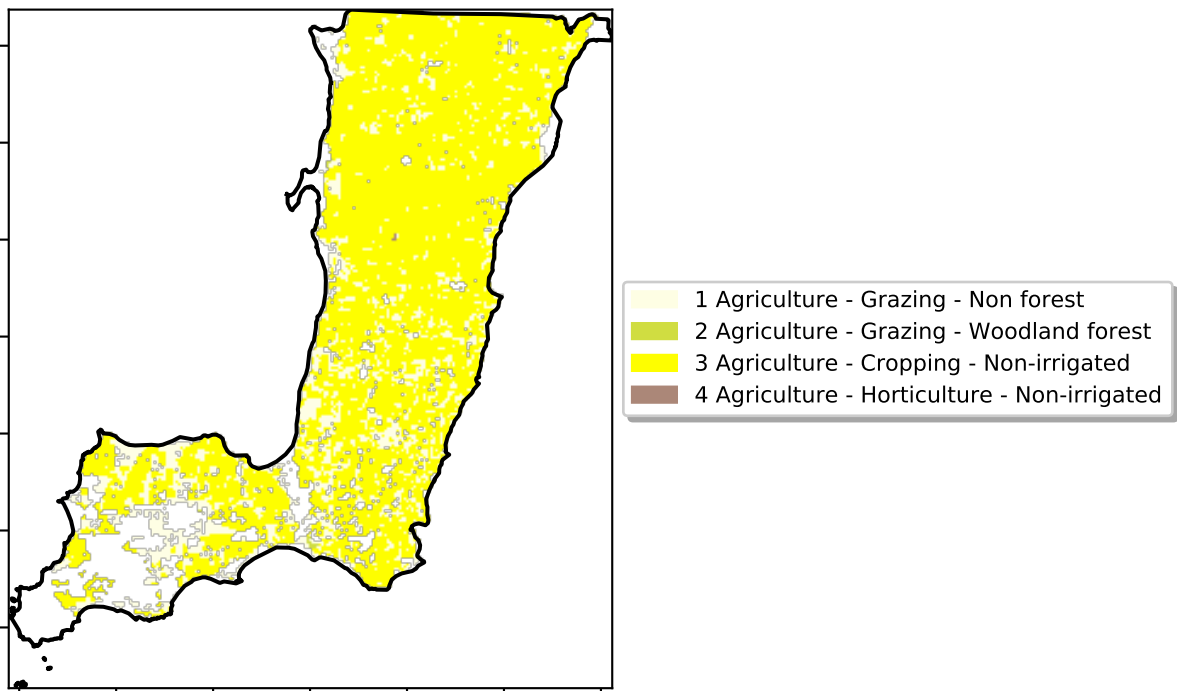 1 Agriculture - Grazing - Non forest
2 Agriculture - Grazing - Woodland forest
3 Agriculture - Cropping - Non-irrigated
4 Agriculture - Horticulture - Non-irrigated